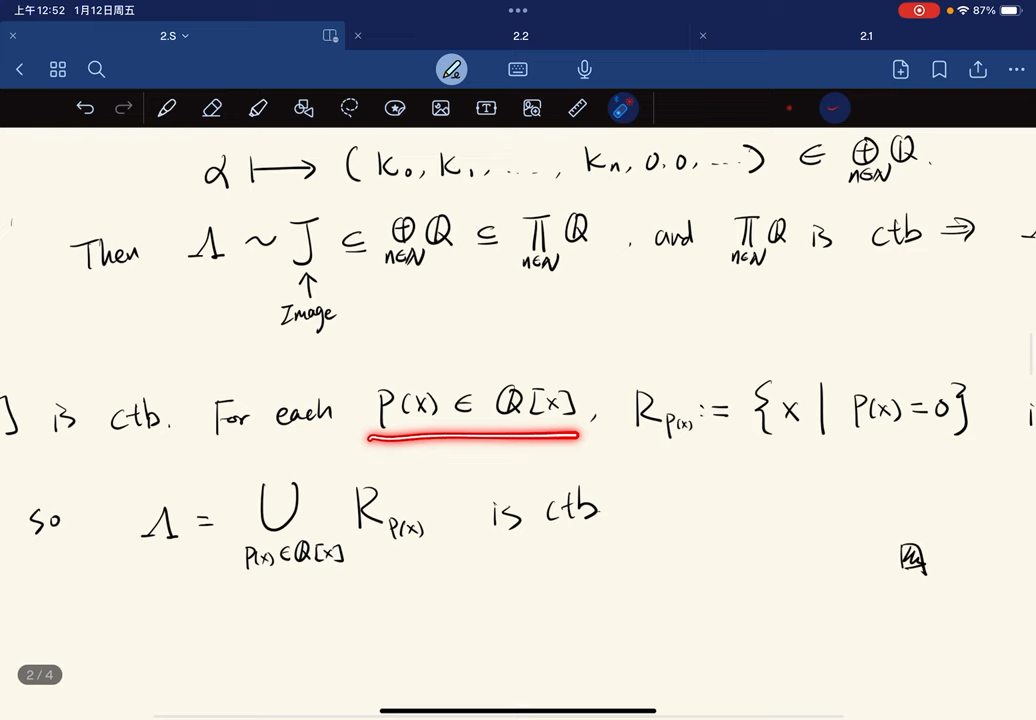 上午12:52 1月12日周五
87%
2.S
2.2
2.1
α ⟼ (k₀, k₁, ..., kₙ, 0, 0, ...) ∈ ⊕ Q.
n∈N
Then Λ ~ J ⊆ ⊕ Q ⊆ ∏ Q , and ∏ Q is ctb ⇒
n∈N n∈N n∈N
↑
Image
] is ctb. For each P(x) ∈ Q[x], R_P(x) := {x | P(x) = 0} i
so Λ = ∪ R_P(x) is ctb
P(x) ∈ Q[x]
2 / 4